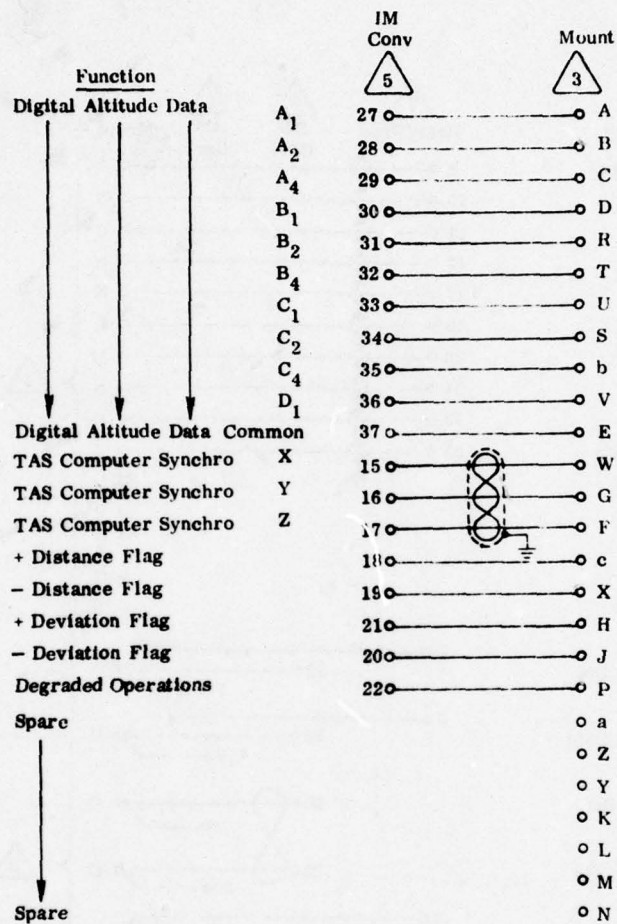 IM
Conv Mount
5 3
Function
Digital Altitude Data
A1 27 A
A2 28 B
A4 29 C
B1 30 D
B2 31 R
B4 32 T
C1 33 U
C2 34 S
C4 35 b
D1 36 V
Digital Altitude Data Common 37 E
TAS Computer Synchro X 15 W
TAS Computer Synchro Y 16 G
TAS Computer Synchro Z 17 F
+ Distance Flag 18 c
− Distance Flag 19 X
+ Deviation Flag 21 H
− Deviation Flag 20 J
Degraded Operations 22 P
Spare a
Z
Y
K
L
M
Spare N